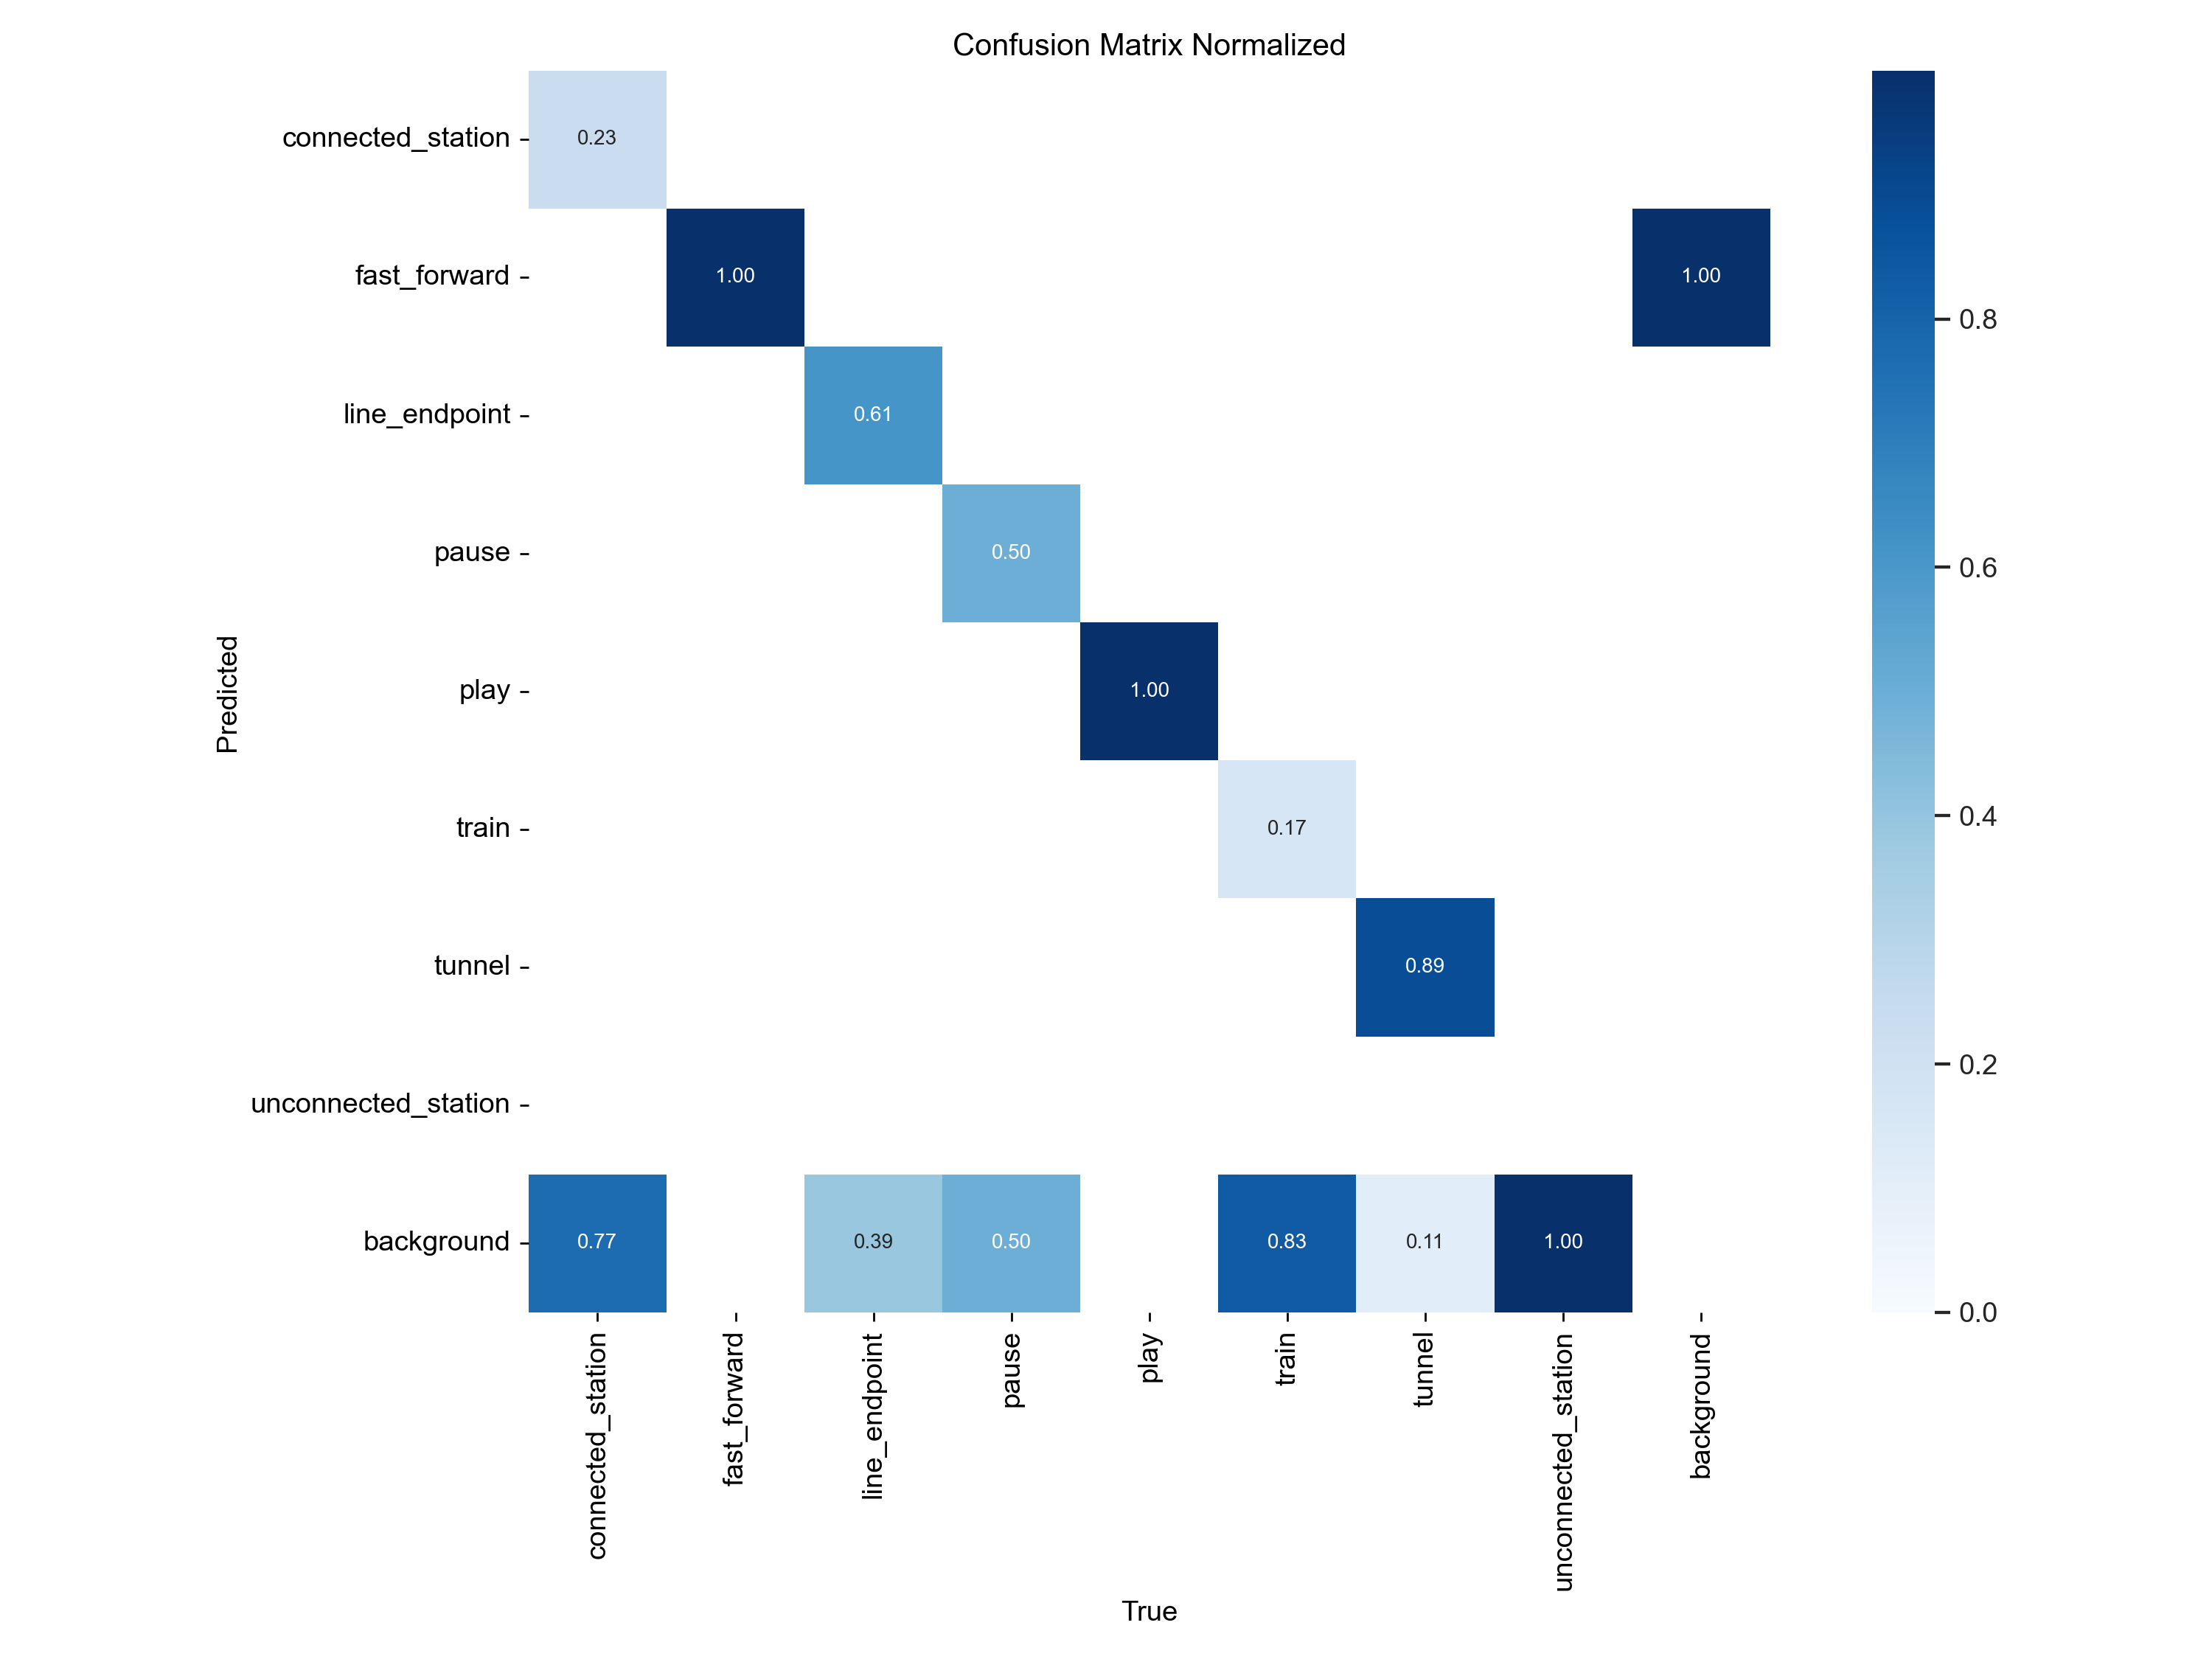 Confusion Matrix Normalized
connected_station
0.23
fast_forward
1.00
1.00
0.8
line_endpoint
0.61
pause
0.50
0.6
Predicted
play
1.00
train
0.17
0.4
tunnel
0.89
unconnected_station
0.2
background
0.77
0.39
0.50
0.83
0.11
1.00
0.0
connected_station
fast_forward
line_endpoint
pause
play
train
tunnel
unconnected_station
background
True